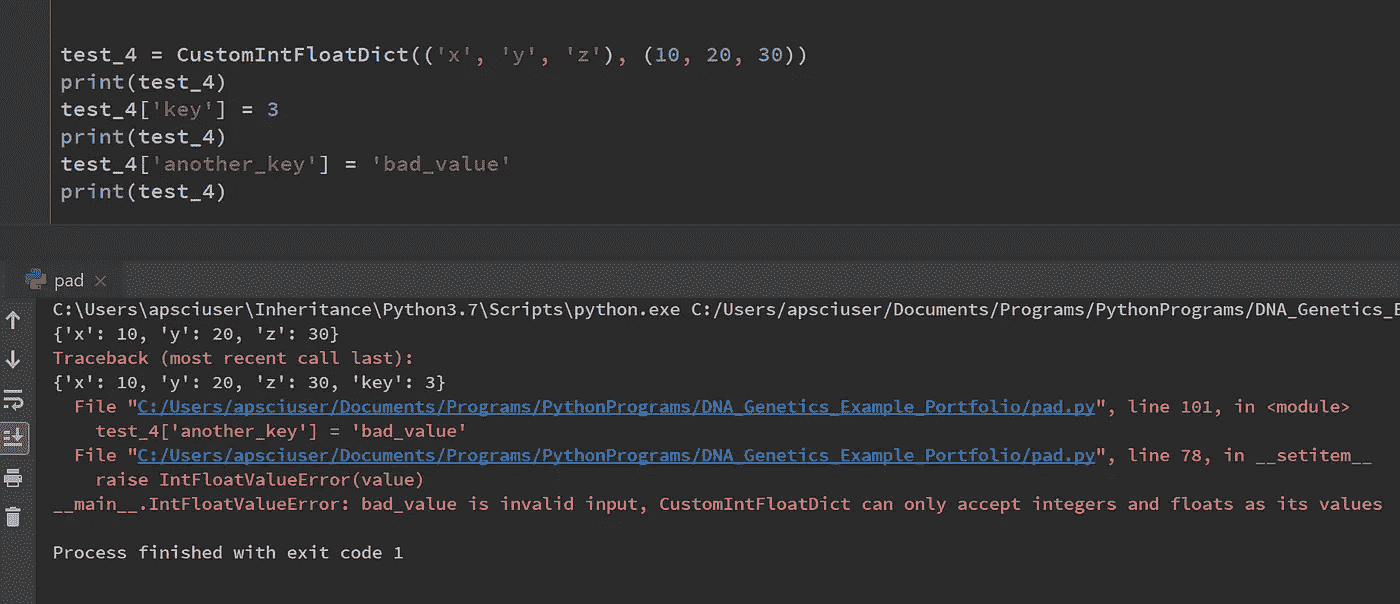 test_4 = CustomIntFloatDict(('x', 'y', 'z'), (10, 20, 30))
print(test_4)
test_4['key'] = 3
print(test_4)
test_4['another_key'] = 'bad_value'
print(test_4)
pad
C:\Users\apsciuser\Inheritance\Python3.7\Scripts\python.exe C:/Users/apsciuser/Documents/Programs/PythonPrograms/DNA_Genetics_E
{'x': 10, 'y': 20, 'z': 30}
Traceback (most recent call last):
{'x': 10, 'y': 20, 'z': 30, 'key': 3}
  File "C:/Users/apsciuser/Documents/Programs/PythonPrograms/DNA_Genetics_Example_Portfolio/pad.py", line 101, in <module>
    test_4['another_key'] = 'bad_value'
  File "C:/Users/apsciuser/Documents/Programs/PythonPrograms/DNA_Genetics_Example_Portfolio/pad.py", line 78, in __setitem__
    raise IntFloatValueError(value)
__main__.IntFloatValueError: bad_value is invalid input, CustomIntFloatDict can only accept integers and floats as its values
Process finished with exit code 1